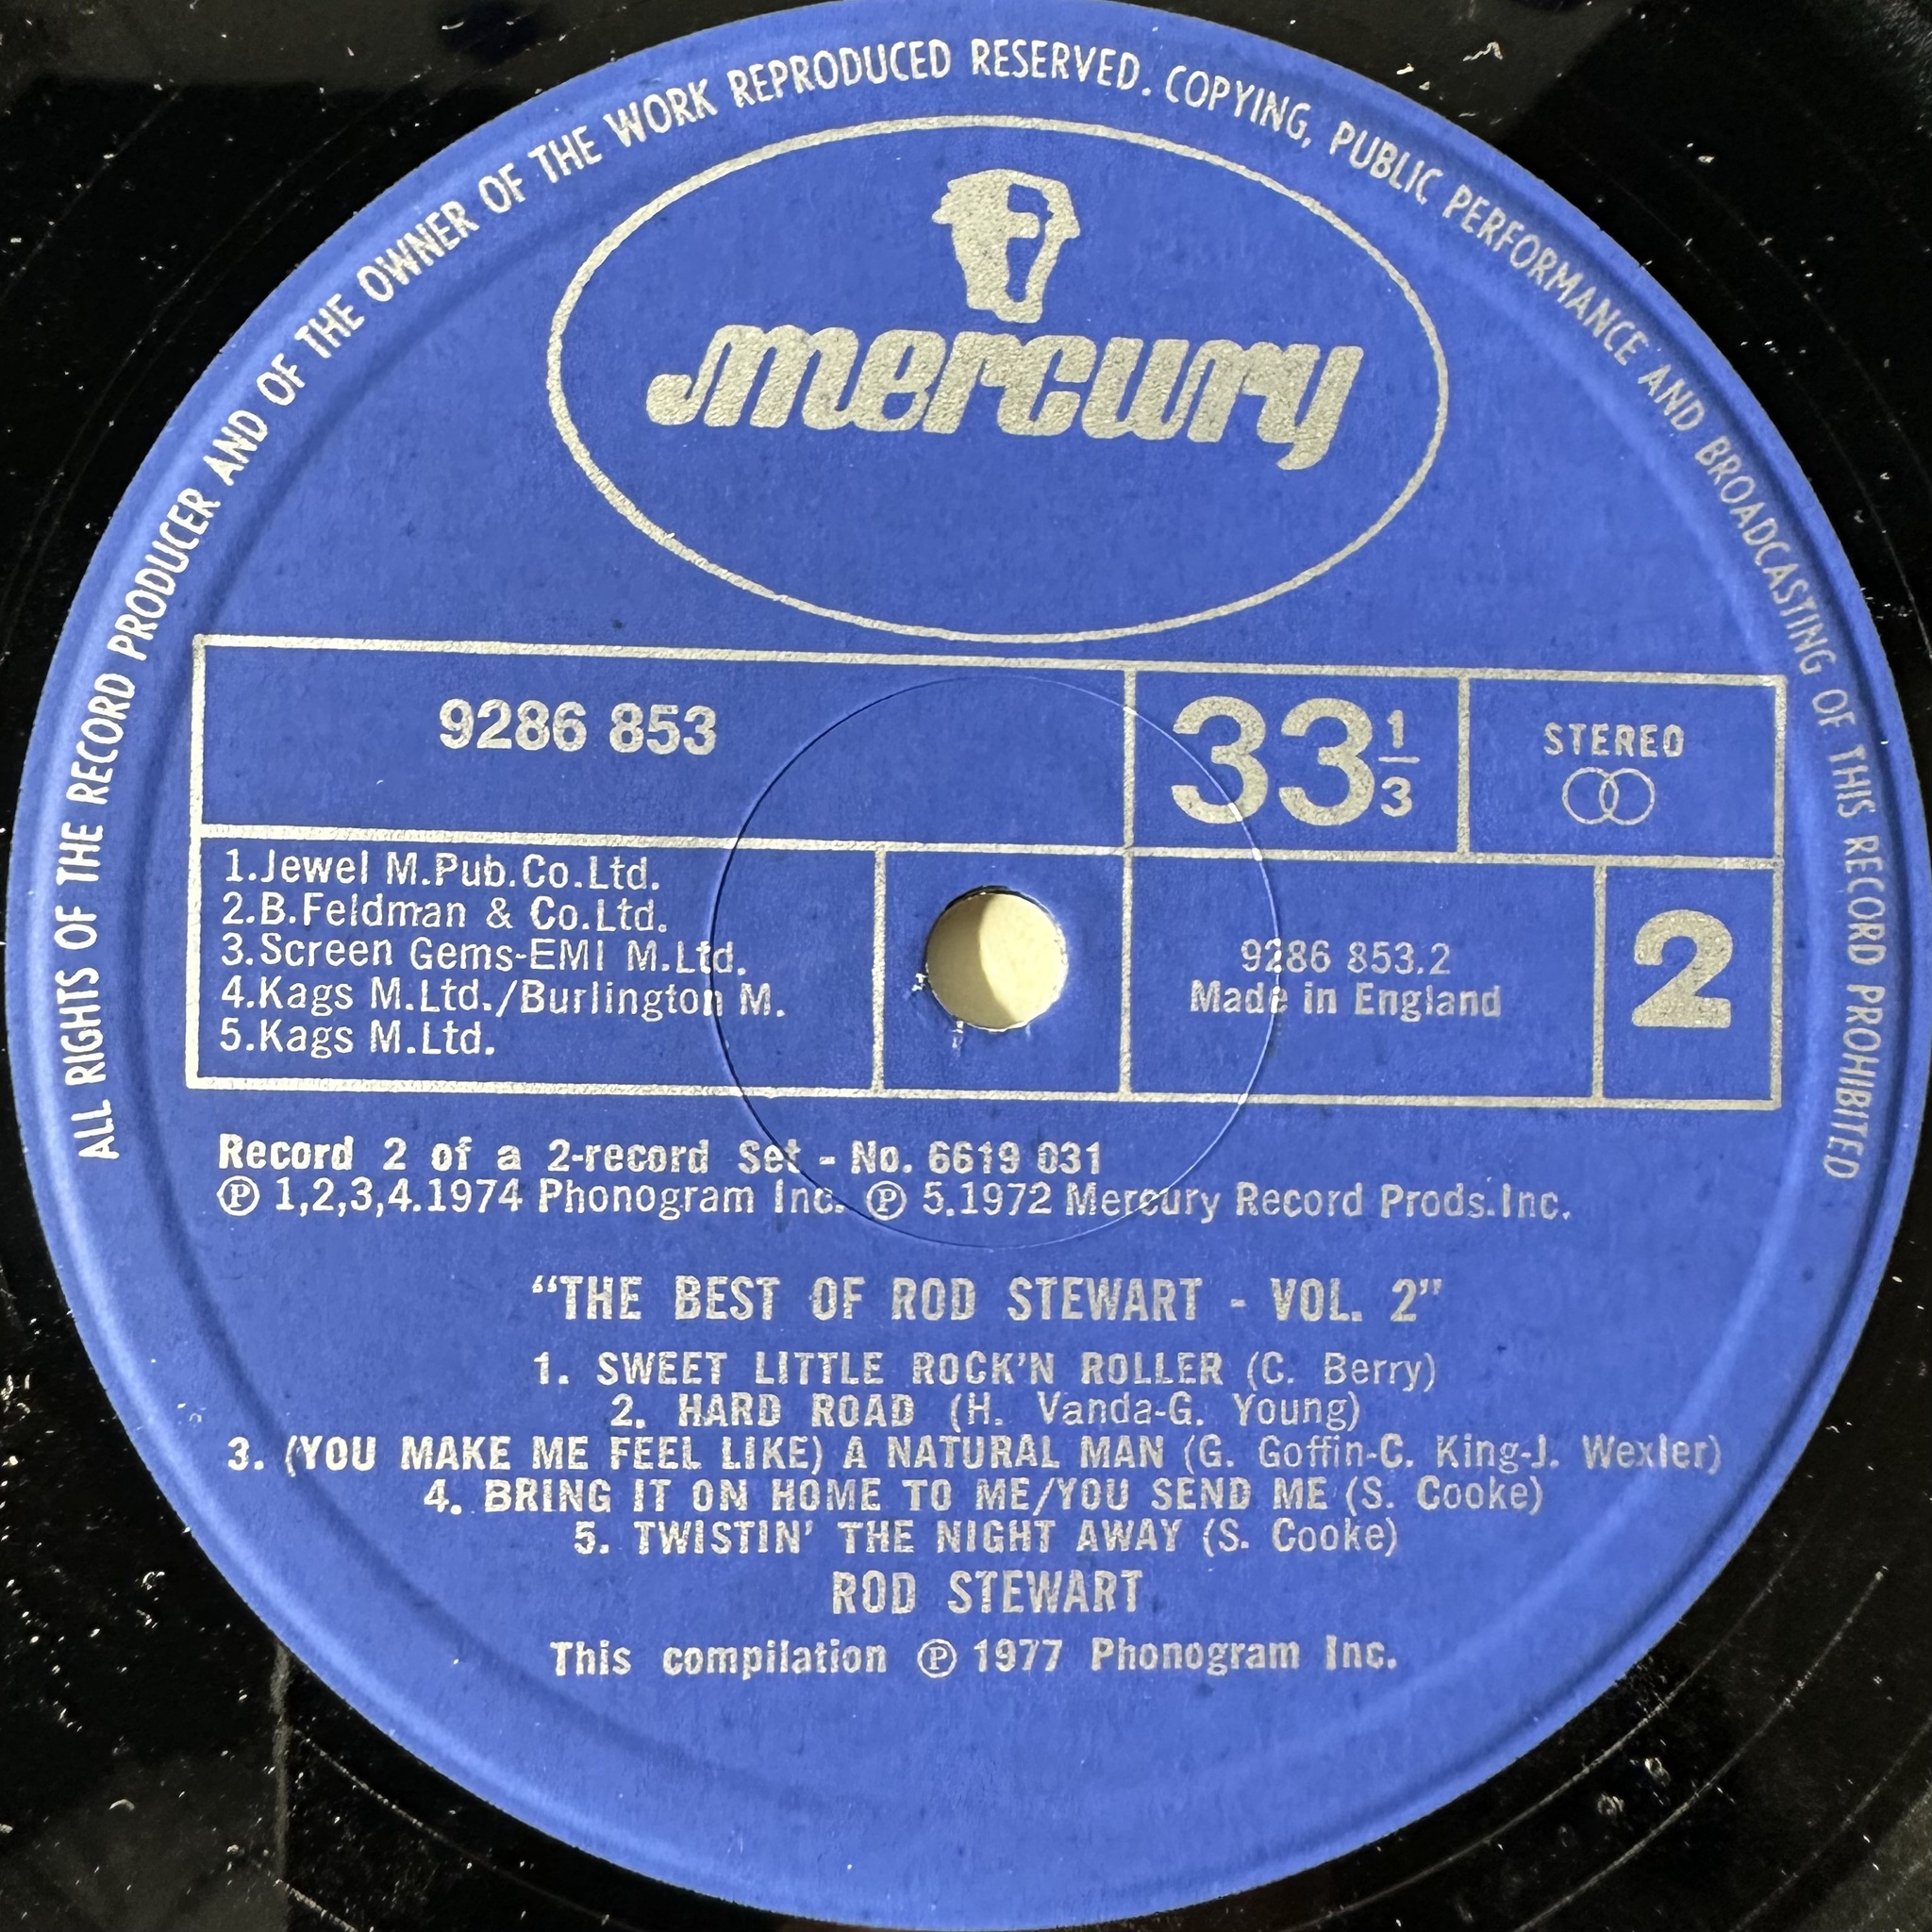 ALL RIGHTS OF THE RECORD PRODUCER AND OF THE OWNER OF THE WORK REPRODUCED RESERVED. COPYING, PUBLIC PERFORMANCE AND BROADCASTING OF THIS RECORD PROHIBITED
mercury
9286 853
33 1/3
STEREO
1.Jewel M.Pub.Co.Ltd.
2.B.Feldman & Co.Ltd.
3.Screen Gems-EMI M.Ltd.
4.Kags M.Ltd./Burlington M.
5.Kags M.Ltd.
9286 853.2
Made in England
2
Record 2 of a 2-record Set - No. 6619 031
Ⓟ 1,2,3,4.1974 Phonogram Inc. Ⓟ 5.1972 Mercury Record Prods.Inc.
“THE BEST OF ROD STEWART - VOL. 2”
1. SWEET LITTLE ROCK’N ROLLER (C. Berry)
2. HARD ROAD (H. Vanda-G. Young)
3. (YOU MAKE ME FEEL LIKE) A NATURAL MAN (G. Goffin-C. King-J. Wexler)
4. BRING IT ON HOME TO ME/YOU SEND ME (S. Cooke)
5. TWISTIN’ THE NIGHT AWAY (S. Cooke)
ROD STEWART
This compilation Ⓟ 1977 Phonogram Inc.